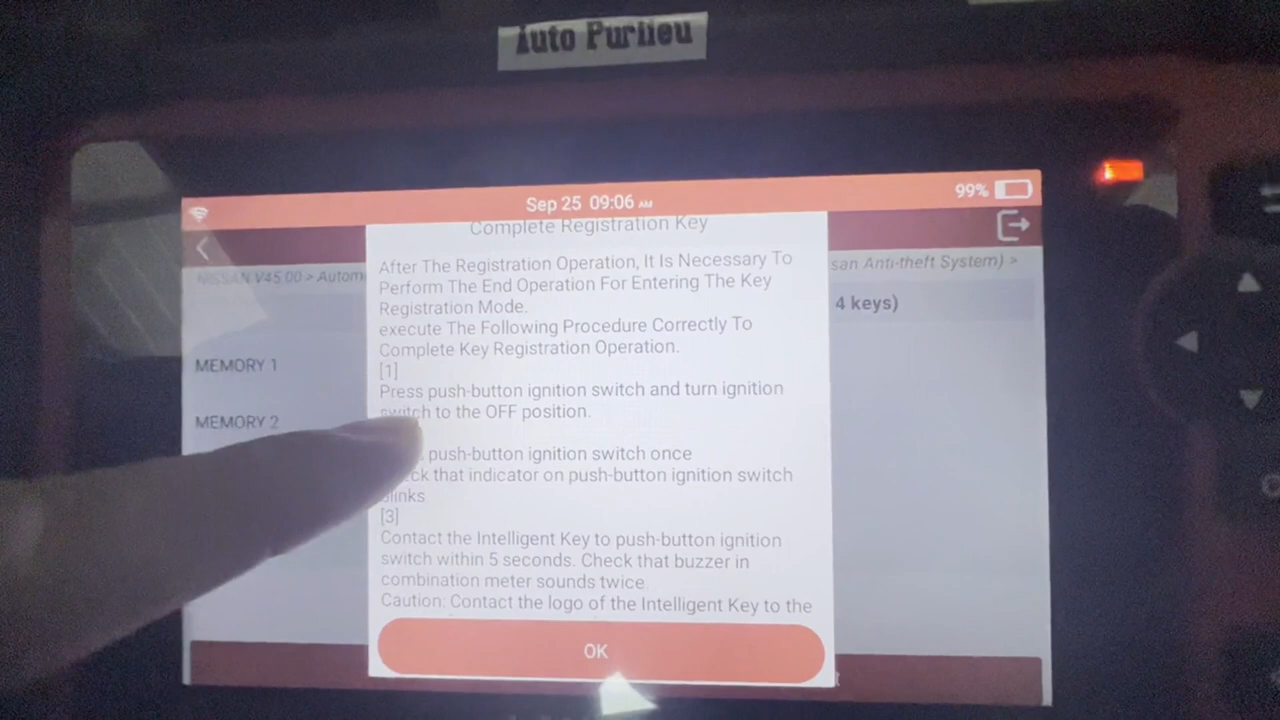 Auto Purlieu
Sep 25 09:06 AM
99%
Complete Registration Key
NISSAN V45.00 > Autom
san Anti-theft System) >
4 keys)
MEMORY 1
MEMORY 2
After The Registration Operation, It Is Necessary To
Perform The End Operation For Entering The Key
Registration Mode.
execute The Following Procedure Correctly To
Complete Key Registration Operation.
[1]
Press push-button ignition switch and turn ignition
switch to the OFF position.
push-button ignition switch once
that indicator on push-button ignition switch
blinks
[3]
Contact the Intelligent Key to push-button ignition
switch within 5 seconds. Check that buzzer in
combination meter sounds twice.
Caution: Contact the logo of the Intelligent Key to the
OK